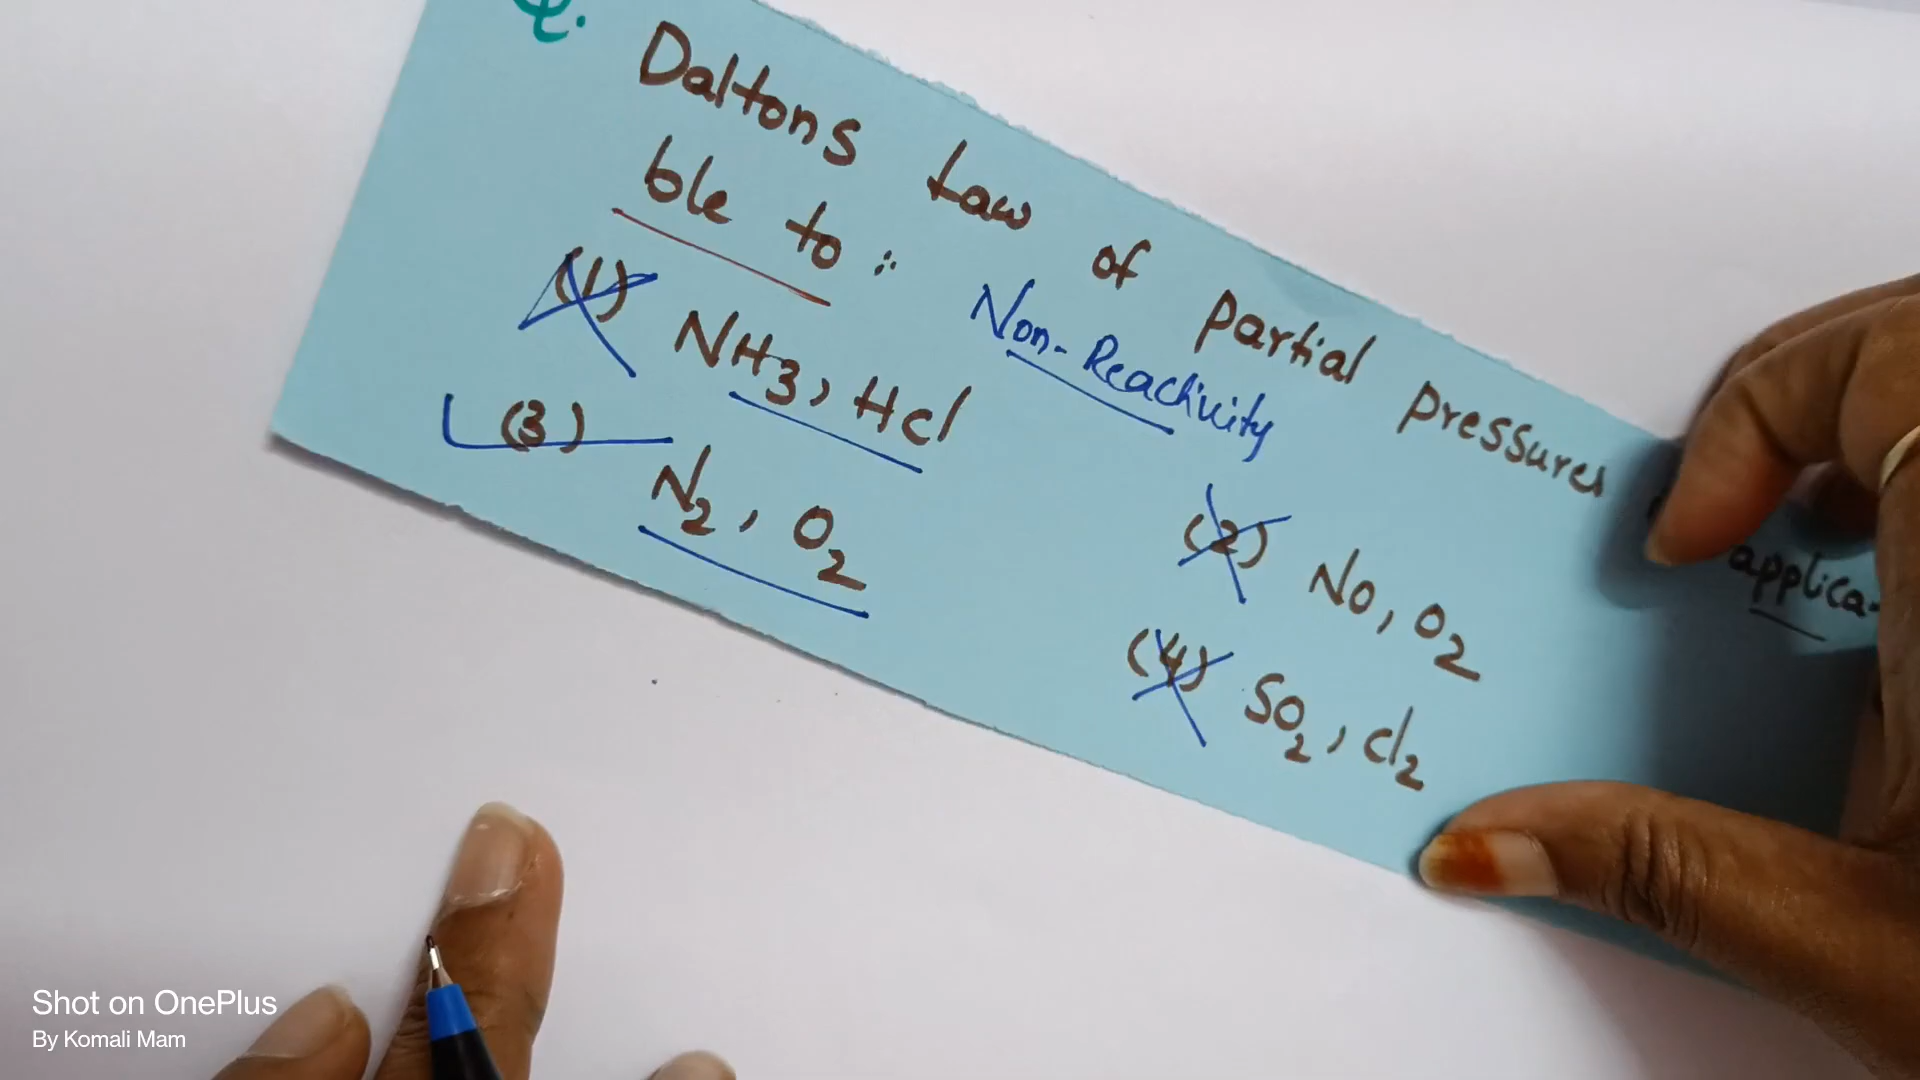 Q. Daltons Law of partial pressures applica-
ble to :
Non-Reactivity
(1) NH3, HCl
(2) NO, O2
(3) N2, O2
(4) SO2, Cl2
Shot on OnePlus
By Komali Mam